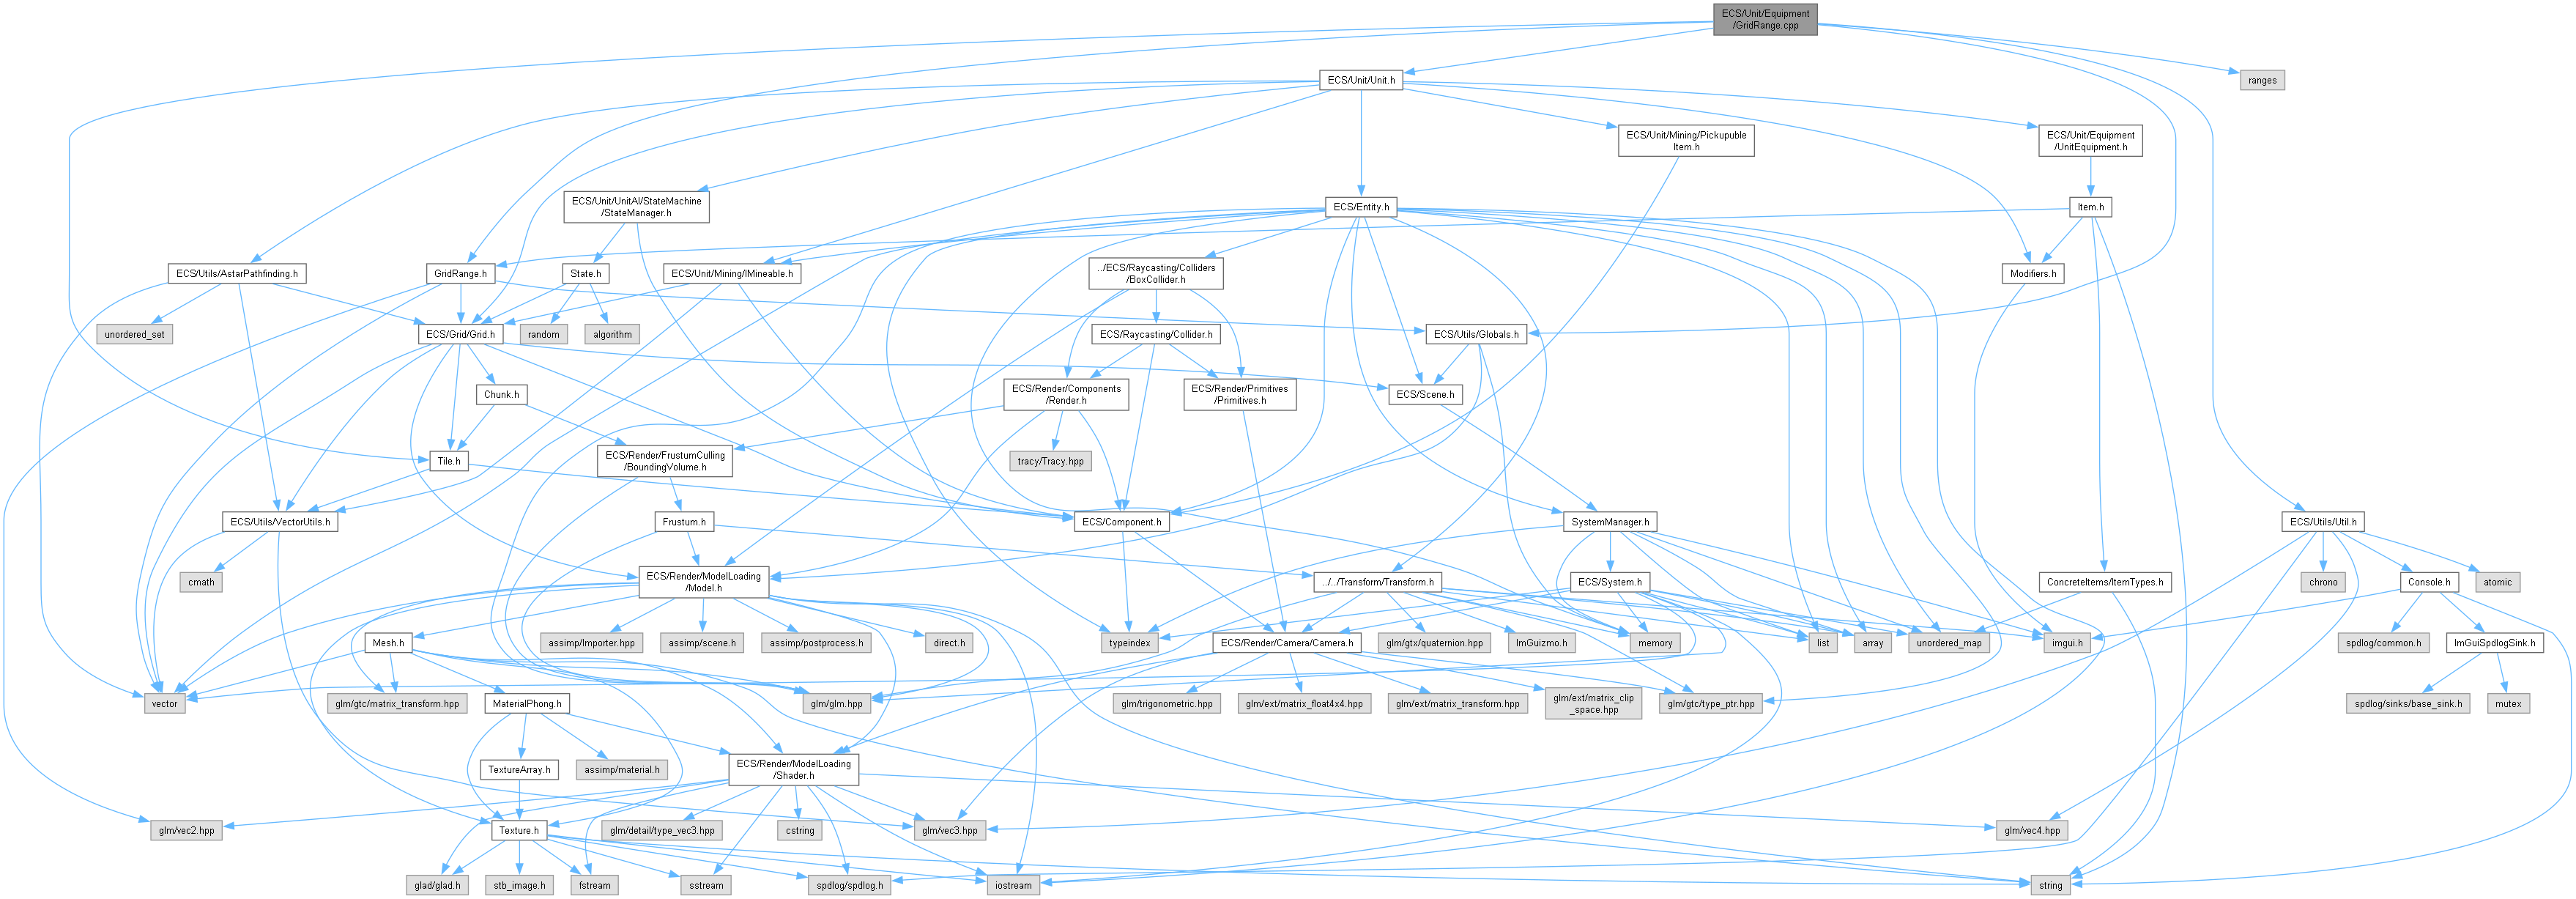 ECS/Unit/Equipment
/GridRange.cpp
ECS/Unit/Unit.h
ranges
ECS/Unit/Mining/Pickupuble
Item.h
ECS/Unit/Equipment
/UnitEquipment.h
ECS/Unit/UnitAI/StateMachine
/StateManager.h
ECS/Entity.h
Item.h
ECS/Utils/AstarPathfinding.h
GridRange.h
State.h
ECS/Unit/Mining/IMineable.h
../ECS/Raycasting/Colliders
/BoxCollider.h
Modifiers.h
unordered_set
ECS/Grid/Grid.h
random
algorithm
ECS/Raycasting/Collider.h
ECS/Utils/Globals.h
Chunk.h
ECS/Render/Components
/Render.h
ECS/Render/Primitives
/Primitives.h
ECS/Scene.h
Tile.h
ECS/Render/FrustumCulling
/BoundingVolume.h
tracy/Tracy.hpp
ECS/Utils/VectorUtils.h
Frustum.h
ECS/Component.h
SystemManager.h
ECS/Utils/Util.h
cmath
ECS/Render/ModelLoading
/Model.h
../../Transform/Transform.h
ECS/System.h
ConcreteItems/ItemTypes.h
chrono
Console.h
atomic
Mesh.h
assimp/Importer.hpp
assimp/scene.h
assimp/postprocess.h
direct.h
typeindex
ECS/Render/Camera/Camera.h
glm/gtx/quaternion.hpp
ImGuizmo.h
memory
list
array
unordered_map
imgui.h
spdlog/common.h
ImGuiSpdlogSink.h
vector
glm/gtc/matrix_transform.hpp
MaterialPhong.h
glm/glm.hpp
glm/trigonometric.hpp
glm/ext/matrix_float4x4.hpp
glm/ext/matrix_transform.hpp
glm/ext/matrix_clip
_space.hpp
glm/gtc/type_ptr.hpp
spdlog/sinks/base_sink.h
mutex
TextureArray.h
assimp/material.h
ECS/Render/ModelLoading
/Shader.h
glm/vec2.hpp
Texture.h
glm/detail/type_vec3.hpp
cstring
glm/vec3.hpp
glm/vec4.hpp
glad/glad.h
stb_image.h
fstream
sstream
spdlog/spdlog.h
iostream
string